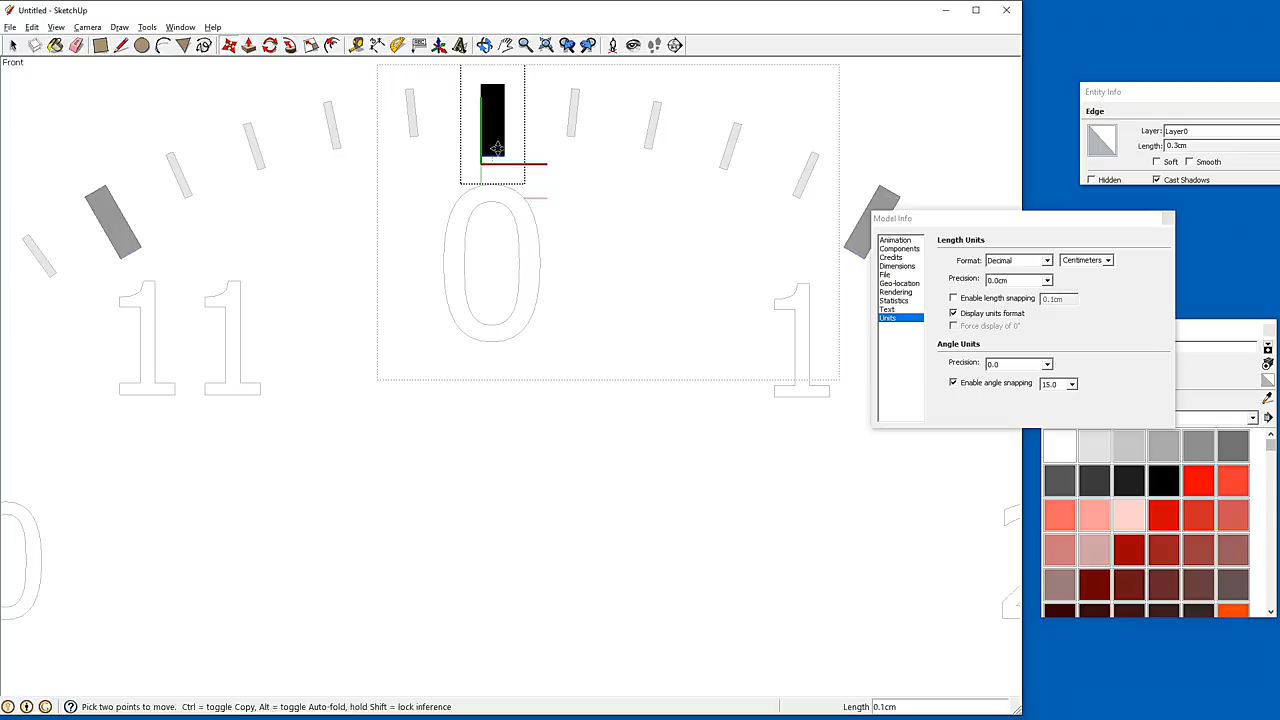 Untitled - SketchUp
File Edit View Camera Draw Tools Window Help
Front
0
11
1
0
2
Entity Info
Edge
Layer: Layer0
Length: 0.3cm
Soft Smooth
Hidden Cast Shadows
Model Info
Animation
Components
Credits
Dimensions
File
Geo-location
Rendering
Statistics
Text
Units
Length Units
Format: Decimal Centimeters
Precision: 0.0cm
Enable length snapping 0.1cm
Display units format
Force display of 0"
Angle Units
Precision: 0.0
Enable angle snapping 15.0
Pick two points to move. Ctrl = toggle Copy, Alt = toggle Auto-fold, hold Shift = lock inference
Length 0.1cm